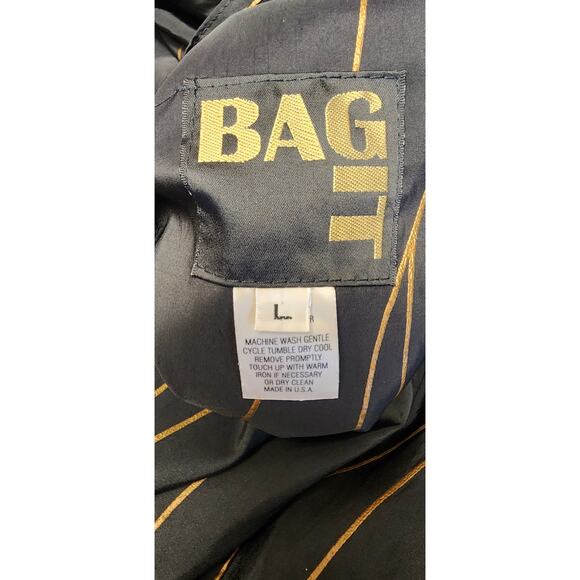 BAG
IT
L
R
MACHINE WASH GENTLE
CYCLE TUMBLE DRY COOL
REMOVE PROMPTLY
TOUCH UP WITH WARM
IRON IF NECESSARY
OR DRY CLEAN
MADE IN U.S.A.